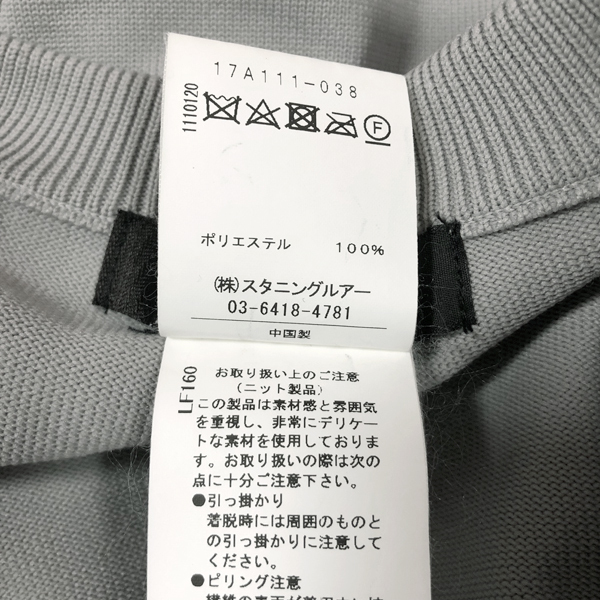 17A111-038
1110120
F
ポリエステル 100%
(株)スタニングルアー
03-6418-4781
中国製
LF160
お取り扱い上のご注意
(ニット製品)
この製品は素材感と雰囲気
を重視し、非常にデリケー
トな素材を使用しておりま
す。お取り扱いの際は次の
点に十分ご注意下さい。
●引っ掛かり
着脱時には周囲のものと
の引っ掛かりに注意して
ください。
●ピリング注意